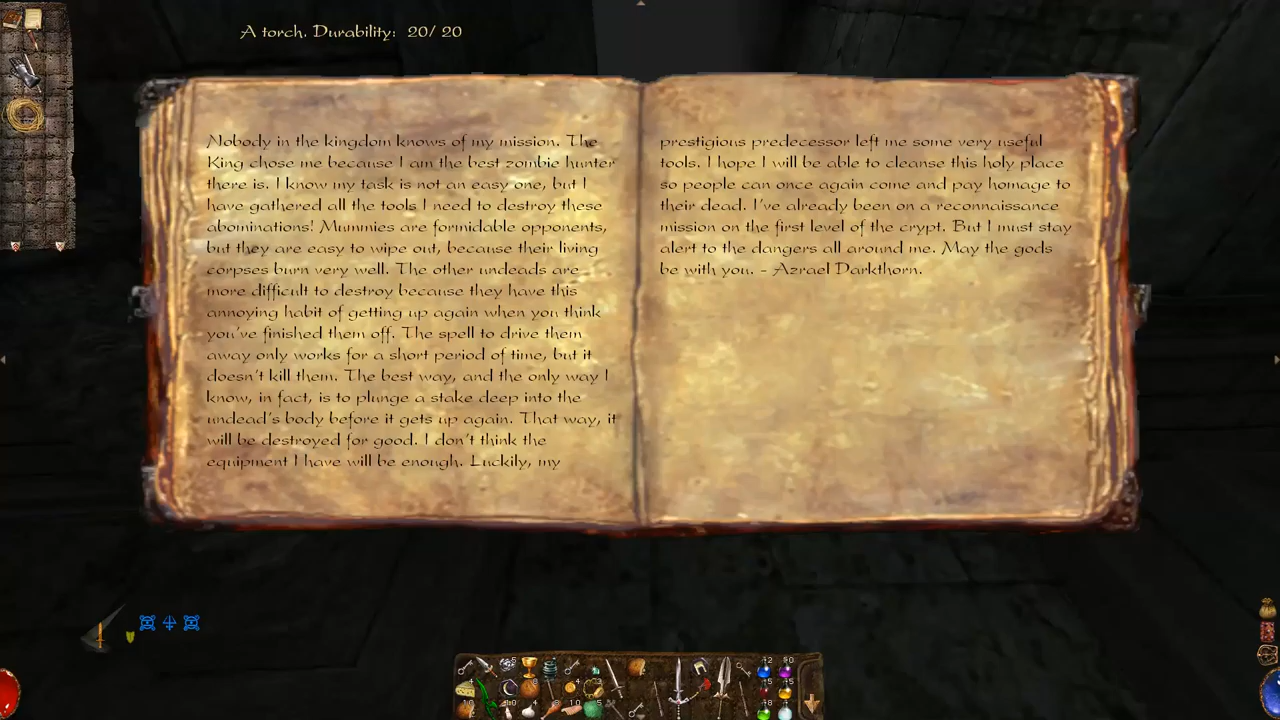 A torch. Durability: 20/ 20
Nobody in the kingdom knows of my mission. The
King chose me because I am the best zombie hunter
there is. I know my task is not an easy one, but I
have gathered all the tools I need to destroy these
abominations! Mummies are formidable opponents,
but they are easy to wipe out, because their living
corpses burn very well. The other undeads are
more difficult to destroy because they have this
annoying habit of getting up again when you think
you've finished them off. The spell to drive them
away only works for a short period of time, but it
doesn't kill them. The best way, and the only way I
know, in fact, is to plunge a stake deep into the
undead's body before it gets up again. That way, it
will be destroyed for good. I don't think the
equipment I have will be enough. Luckily, my
prestigious predecessor left me some very useful
tools. I hope I will be able to cleanse this holy place
so people can once again come and pay homage to
their dead. I've already been on a reconnaissance
mission on the first level of the crypt. But I must stay
alert to the dangers all around me. May the gods
be with you. - Azrael Darkthorn.